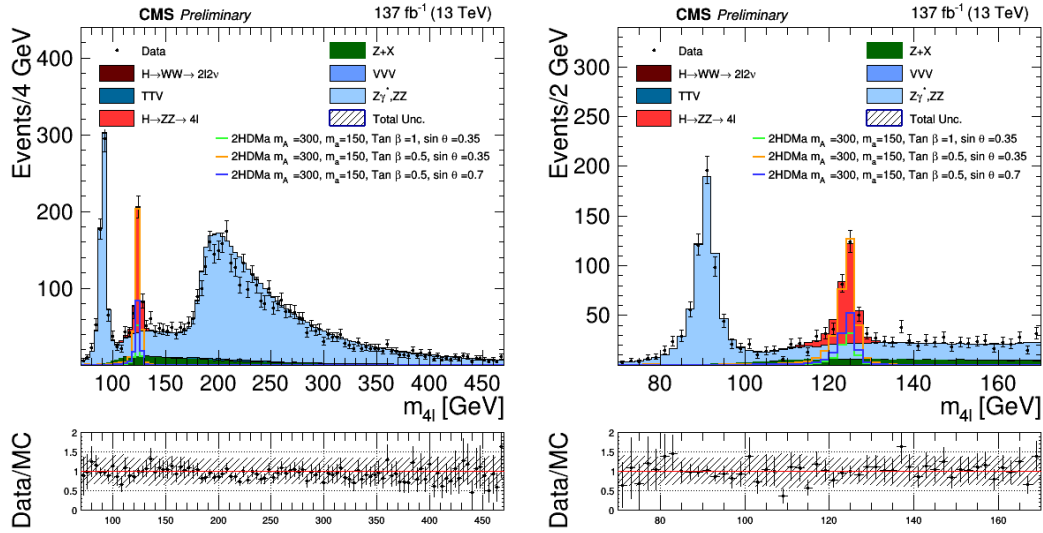 CMS Preliminary 137 fb⁻¹ (13 TeV)
Events/4 GeV
400
300
200
100
Data
H→WW→ 2l2ν
TTV
H→ZZ→ 4l
Z+X
VVV
Zγ*,ZZ
Total Unc.
2HDMa m_A =300, m_a=150, Tan β =1, sin θ =0.35
2HDMa m_A =300, m_a=150, Tan β =0.5, sin θ =0.35
2HDMa m_A =300, m_a=150, Tan β =0.5, sin θ =0.7
100 150 200 250 300 350 400 450
m_4l [GeV]
Data/MC
2
1.5
1
0.5
0
100 150 200 250 300 350 400 450
CMS Preliminary 137 fb⁻¹ (13 TeV)
Events/2 GeV
300
250
200
150
100
50
0
Data
H→WW→ 2l2ν
TTV
H→ZZ→ 4l
Z+X
VVV
Zγ*,ZZ
Total Unc.
2HDMa m_A =300, m_a=150, Tan β =1, sin θ =0.35
2HDMa m_A =300, m_a=150, Tan β =0.5, sin θ =0.35
2HDMa m_A =300, m_a=150, Tan β =0.5, sin θ =0.7
80 100 120 140 160
m_4l [GeV]
Data/MC
2
1.5
1
0.5
0
80 100 120 140 160